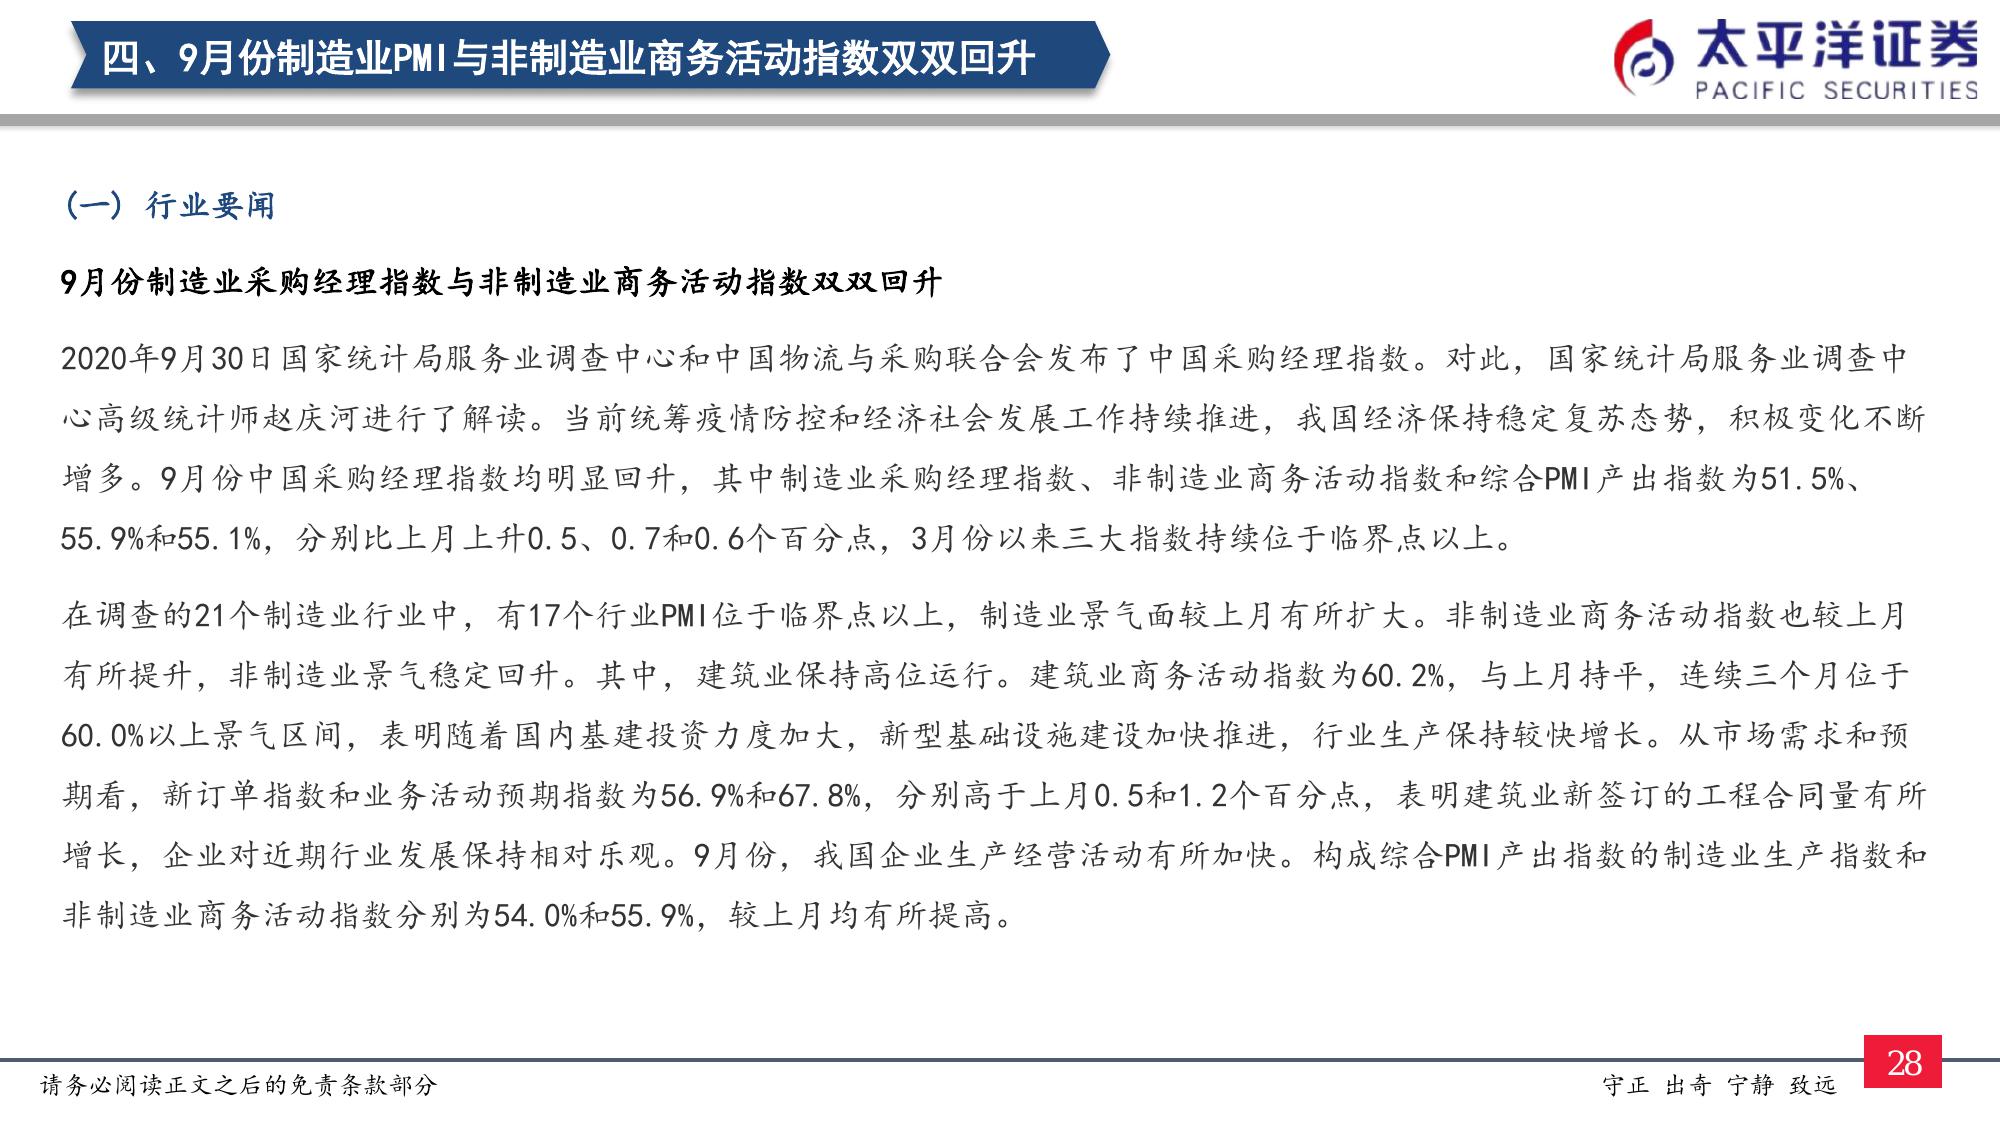 四、9月份制造业PMI与非制造业商务活动指数双双回升
太平洋证券
PACIFIC SECURITIES
(一) 行业要闻
9月份制造业采购经理指数与非制造业商务活动指数双双回升
2020年9月30日国家统计局服务业调查中心和中国物流与采购联合会发布了中国采购经理指数。对此，国家统计局服务业调查中
心高级统计师赵庆河进行了解读。当前统筹疫情防控和经济社会发展工作持续推进，我国经济保持稳定复苏态势，积极变化不断
增多。9月份中国采购经理指数均明显回升，其中制造业采购经理指数、非制造业商务活动指数和综合PMI产出指数为51.5%、
55.9%和55.1%，分别比上月上升0.5、0.7和0.6个百分点，3月份以来三大指数持续位于临界点以上。
在调查的21个制造业行业中，有17个行业PMI位于临界点以上，制造业景气面较上月有所扩大。非制造业商务活动指数也较上月
有所提升，非制造业景气稳定回升。其中，建筑业保持高位运行。建筑业商务活动指数为60.2%，与上月持平，连续三个月位于
60.0%以上景气区间，表明随着国内基建投资力度加大，新型基础设施建设加快推进，行业生产保持较快增长。从市场需求和预
期看，新订单指数和业务活动预期指数为56.9%和67.8%，分别高于上月0.5和1.2个百分点，表明建筑业新签订的工程合同量有所
增长，企业对近期行业发展保持相对乐观。9月份，我国企业生产经营活动有所加快。构成综合PMI产出指数的制造业生产指数和
非制造业商务活动指数分别为54.0%和55.9%，较上月均有所提高。
请务必阅读正文之后的免责条款部分
守正 出奇 宁静 致远
28